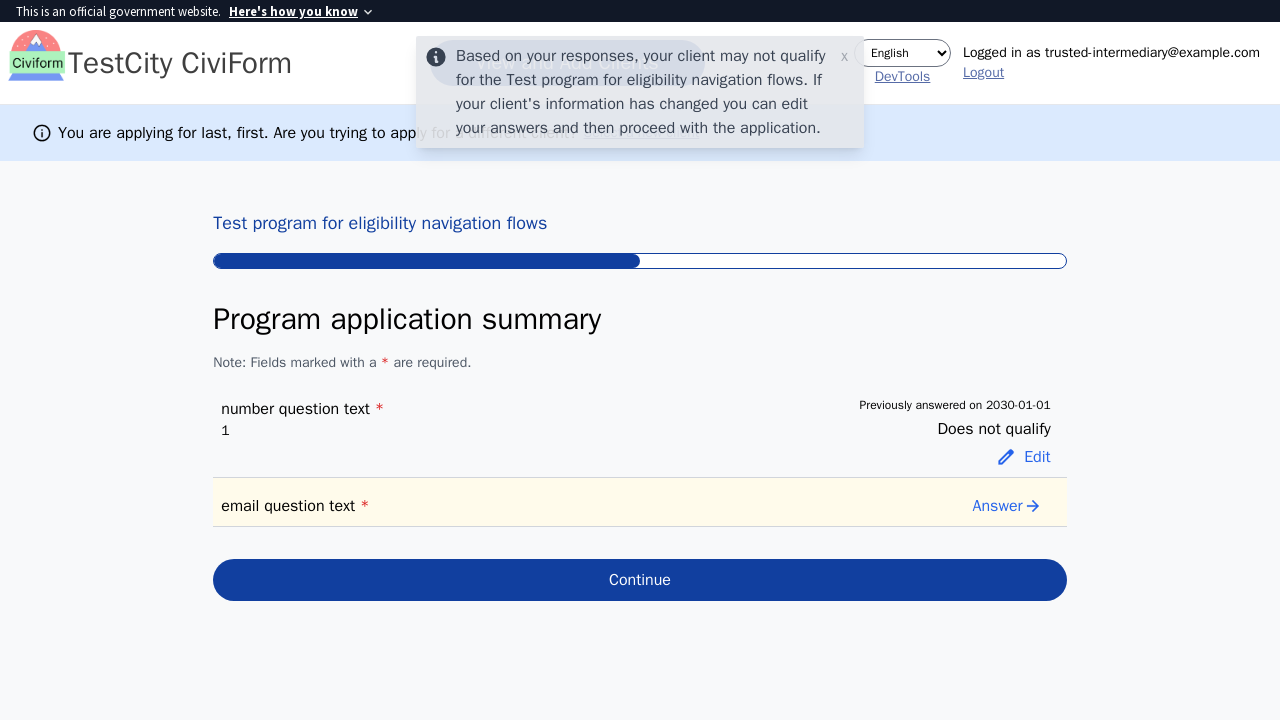 This is an official government website. Here's how you know
Civiform
TestCity CiviForm
Based on your responses, your client may not qualify
for the Test program for eligibility navigation flows. If
your client's information has changed you can edit
your answers and then proceed with the application.
x
English
DevTools
Logged in as trusted-intermediary@example.com
Logout
You are applying for last, first. Are you trying to apply for a different client?
Test program for eligibility navigation flows
Program application summary
Note: Fields marked with a * are required.
number question text *
1
Previously answered on 2030-01-01
Does not qualify
Edit
email question text *
Answer
Continue